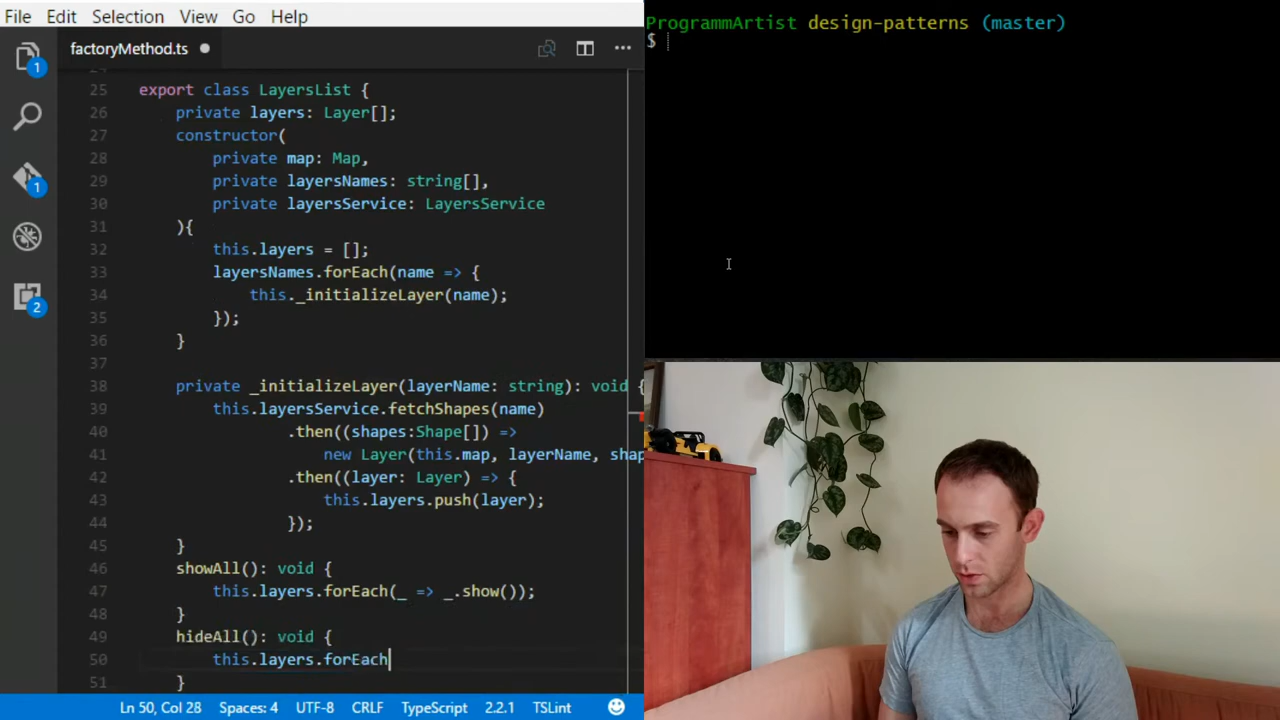 File Edit Selection View Go Help
factoryMethod.ts
ProgrammArtist design-patterns (master)
$
1
1
2
24
25 export class LayersList {
26 private layers: Layer[];
27 constructor(
28 private map: Map,
29 private layersNames: string[],
30 private layersService: LayersService
31 ){
32 this.layers = [];
33 layersNames.forEach(name => {
34 this._initializeLayer(name);
35 });
36 }
37
38 private _initializeLayer(layerName: string): void {
39 this.layersService.fetchShapes(name)
40 .then((shapes:Shape[]) =>
41 new Layer(this.map, layerName, shap
42 .then((layer: Layer) => {
43 this.layers.push(layer);
44 });
45 }
46 showAll(): void {
47 this.layers.forEach(_ => _.show());
48 }
49 hideAll(): void {
50 this.layers.forEach
51 }
Ln 50, Col 28 Spaces: 4 UTF-8 CRLF TypeScript 2.2.1 TSLint